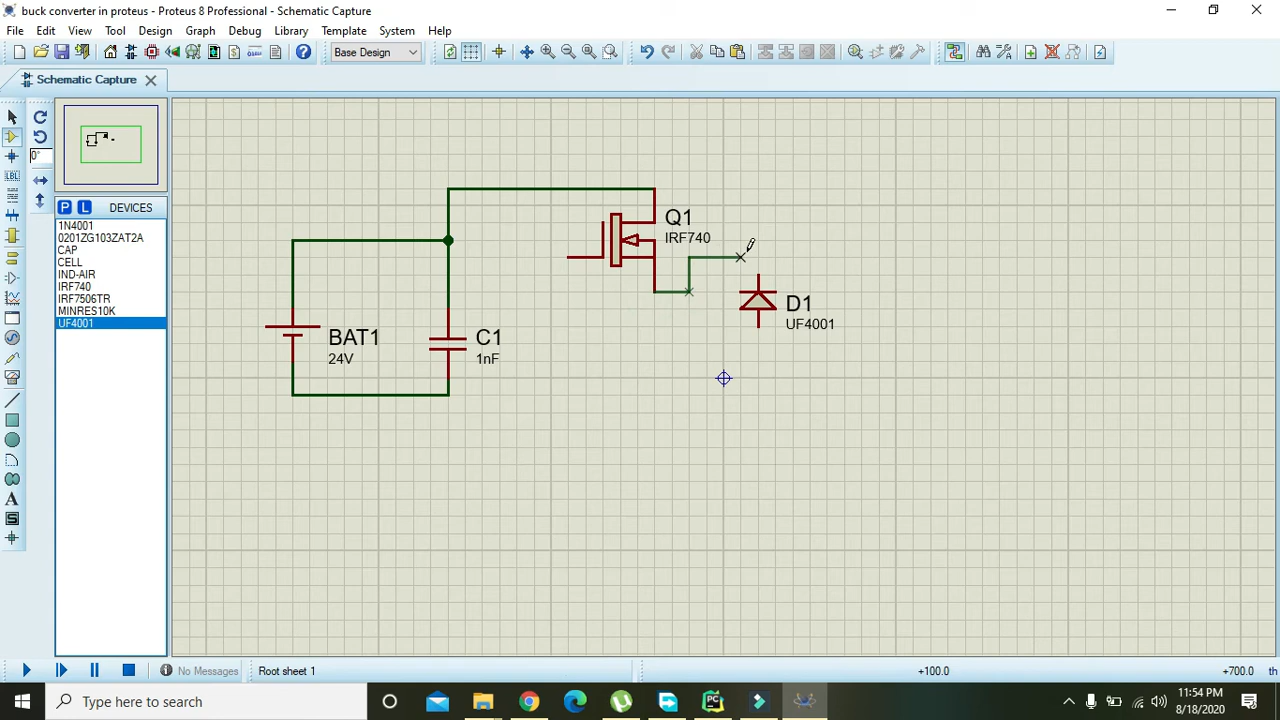 buck converter in proteus - Proteus 8 Professional - Schematic Capture
File Edit View Tool Design Graph Debug Library Template System Help
Base Design
Schematic Capture
0°
LBL
P L DEVICES
1N4001
0201ZG103ZAT2A
CAP
CELL
IND-AIR
IRF740
IRF7506TR
MINRES10K
UF4001
A
S
Q1
IRF740
D1
UF4001
BAT1
24V
C1
1nF
No Messages
Root sheet 1
+100.0
+700.0
th
Type here to search
11:54 PM
8/18/2020